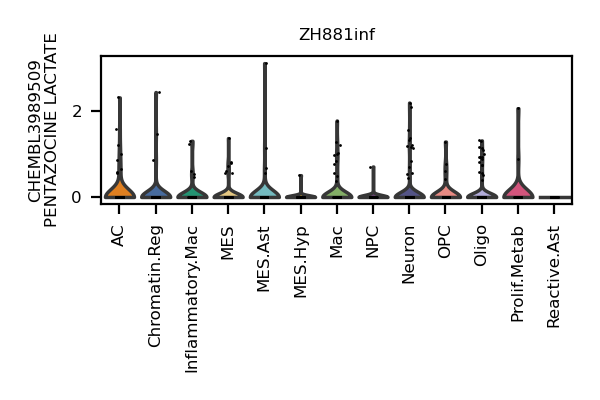 ZH881inf
CHEMBL3989509
PENTAZOCINE LACTATE
2
0
AC
Chromatin.Reg
Inflammatory.Mac
MES
MES.Ast
MES.Hyp
Mac
NPC
Neuron
OPC
Oligo
Prolif.Metab
Reactive.Ast